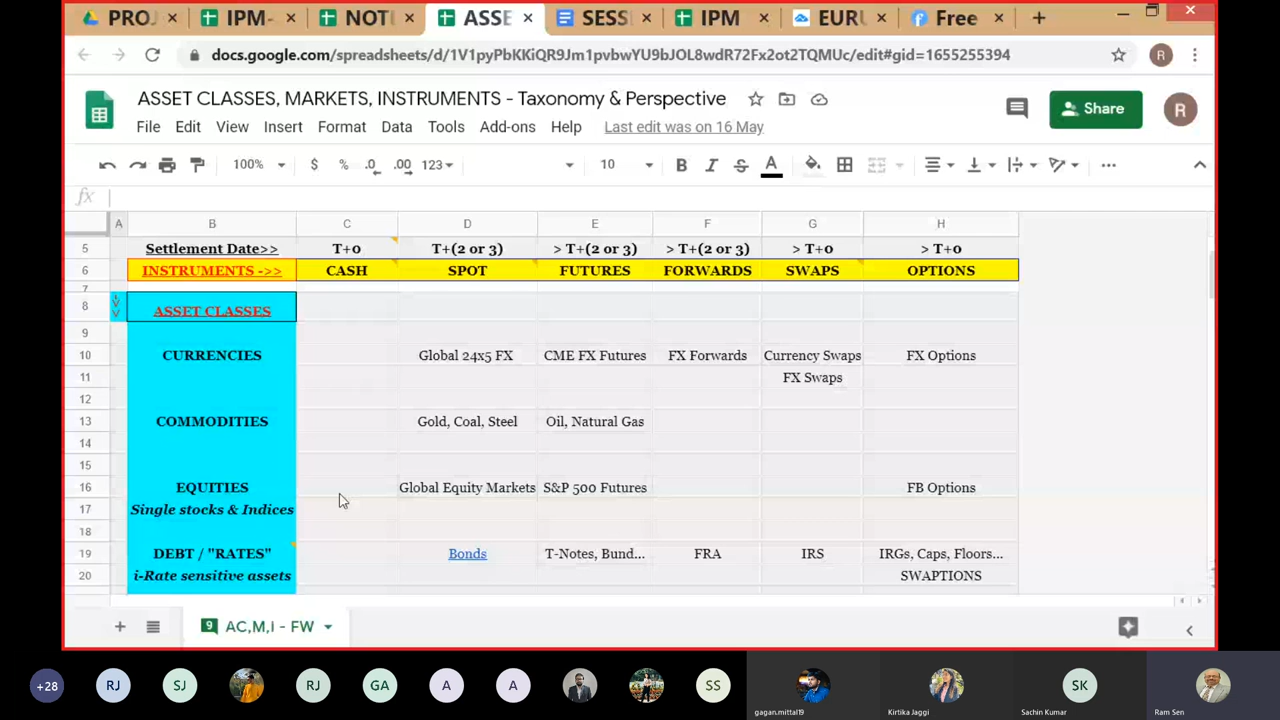 PROJ
IPM-
NOTI
ASSE
SESS
IPM
EURU
Free
docs.google.com/spreadsheets/d/1V1pyPbKKiQR9Jm1pvbwYU9bJOL8wdR72Fx2ot2TQMUc/edit#gid=1655255394
R
ASSET CLASSES, MARKETS, INSTRUMENTS - Taxonomy & Perspective
Share
R
File Edit View Insert Format Data Tools Add-ons Help Last edit was on 16 May
100% $ % .0 .00 123 10 B I S A
fx
A B C D E F G H
5 Settlement Date>> T+0 T+(2 or 3) > T+(2 or 3) > T+(2 or 3) > T+0 > T+0
6 INSTRUMENTS ->> CASH SPOT FUTURES FORWARDS SWAPS OPTIONS
7
8 ASSET CLASSES
9
10 CURRENCIES Global 24x5 FX CME FX Futures FX Forwards Currency Swaps FX Options
11 FX Swaps
12
13 COMMODITIES Gold, Coal, Steel Oil, Natural Gas
14
15
16 EQUITIES Global Equity Markets S&P 500 Futures FB Options
17 Single stocks & Indices
18
19 DEBT / "RATES" Bonds T-Notes, Bund... FRA IRS IRGs, Caps, Floors...
20 i-Rate sensitive assets SWAPTIONS
9 AC,M,I - FW
+28 RJ SJ RJ GA A A SS SK
gagan.mittal19 Kirtika Jaggi Sachin Kumar Ram Sen